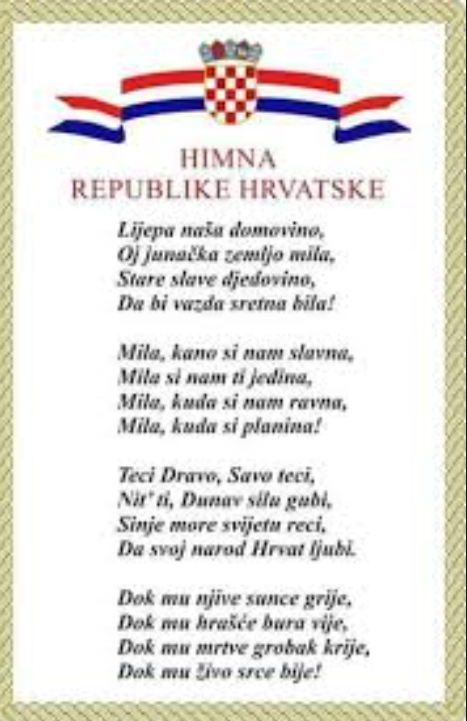 HIMNA
REPUBLIKE HRVATSKE
Lijepa naša domovino,
Oj junačka zemljo mila,
Stare slave djedovino,
Da bi vazda sretna bila!
Mila, kano si nam slavna,
Mila si nam ti jedina,
Mila, kuda si nam ravna,
Mila, kuda si planina!
Teci Dravo, Savo teci,
Nit' ti, Dunav silu gubi,
Sinje more svijetu reci,
Da svoj narod Hrvat ljubi.
Dok mu njive sunce grije,
Dok mu hrašće bura vije,
Dok mu mrtve grobak krije,
Dok mu živo srce bije!